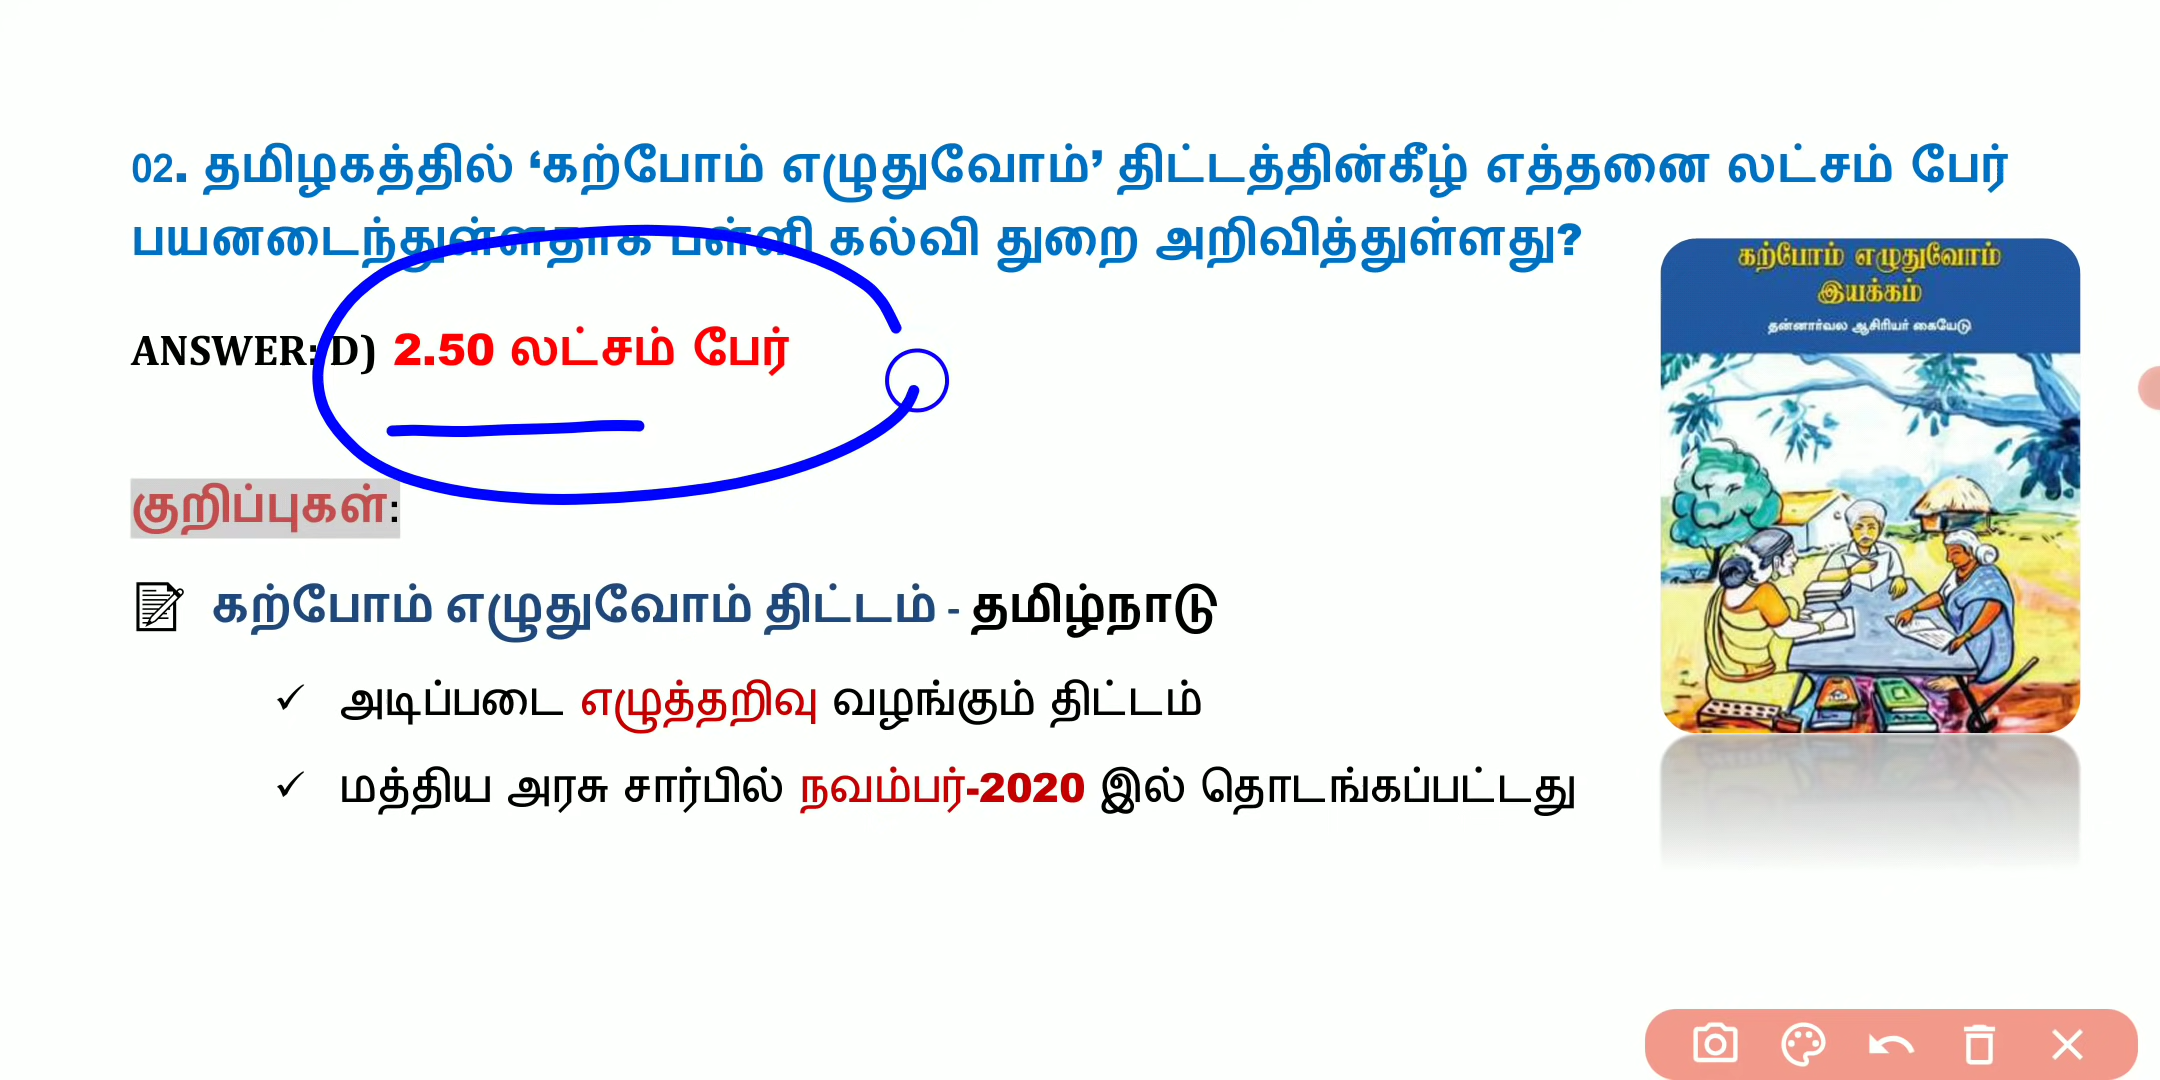 02. தமிழகத்தில் ‘கற்போம் எழுதுவோம்’ திட்டத்தின்கீழ் எத்தனை லட்சம் பேர்
பயனடைந்துள்ளதாக பள்ளி கல்வி துறை அறிவித்துள்ளது?
ANSWER: D) 2.50 லட்சம் பேர்
குறிப்புகள்:
கற்போம் எழுதுவோம் திட்டம் - தமிழ்நாடு
✓ அடிப்படை எழுத்தறிவு வழங்கும் திட்டம்
✓ மத்திய அரசு சார்பில் நவம்பர்-2020 இல் தொடங்கப்பட்டது
கற்போம் எழுதுவோம்
இயக்கம்
தன்னார்வல ஆசிரியர் கையேடு